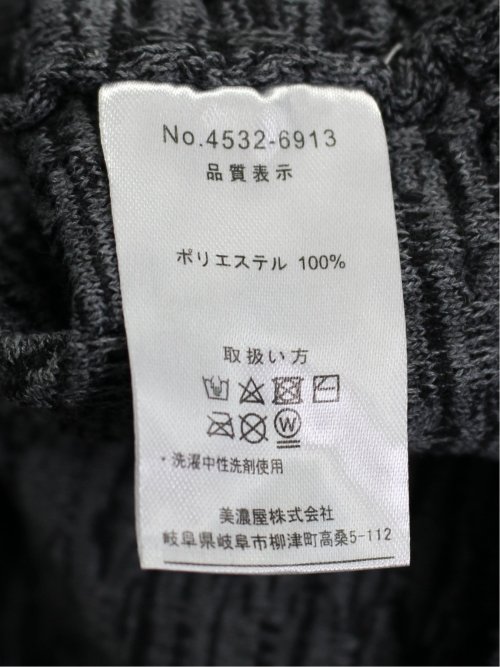 No.4532-6913
品質表示
ポリエステル 100%
取扱い方
W
・洗濯中性洗剤使用
美濃屋株式会社
岐阜県岐阜市柳津町高桑5-112